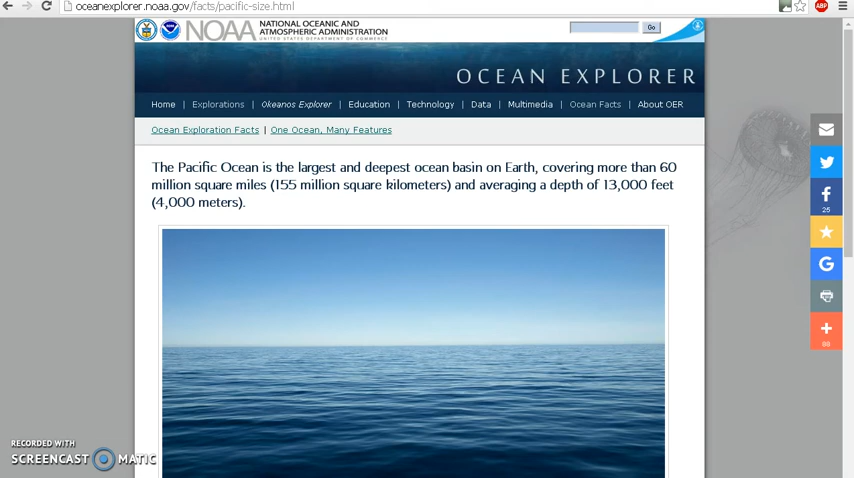 oceanexplorer.noaa.gov/facts/pacific-size.html
ABP
NOAA
NATIONAL OCEANIC AND
ATMOSPHERIC ADMINISTRATION
UNITED STATES DEPARTMENT OF COMMERCE
Go
OCEAN EXPLORER
Home | Explorations | Okeanos Explorer | Education | Technology | Data | Multimedia | Ocean Facts | About OER
Ocean Exploration Facts | One Ocean, Many Features
The Pacific Ocean is the largest and deepest ocean basin on Earth, covering more than 60
million square miles (155 million square kilometers) and averaging a depth of 13,000 feet
(4,000 meters).
25
88
RECORDED WITH
SCREENCAST MATIC